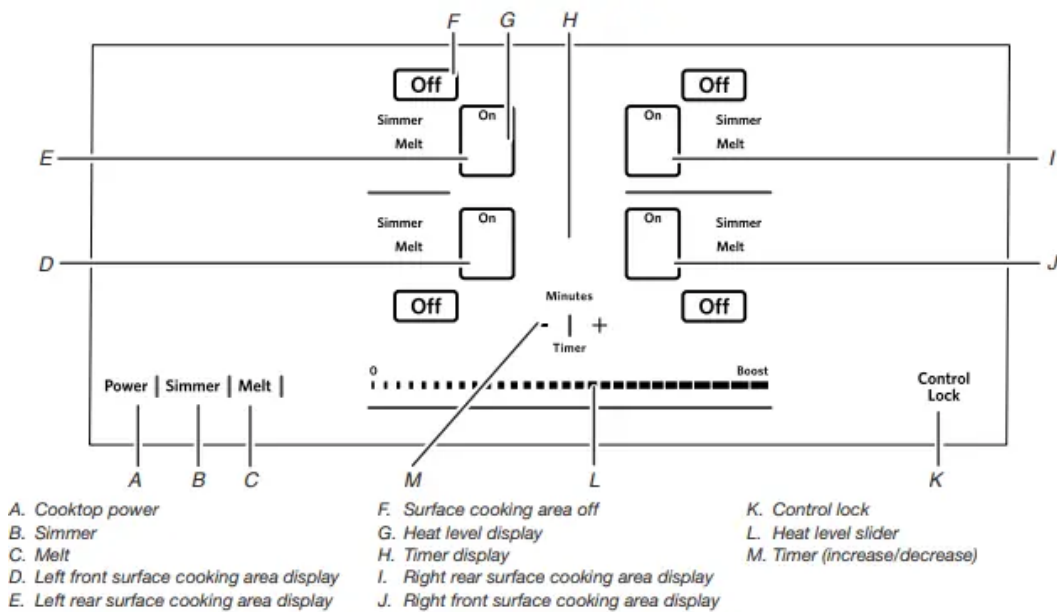 F G H
Off Off
On On
Simmer Simmer
Melt Melt
E I
On On
Simmer Simmer
Melt Melt
D J
Minutes
Off Off
- | +
Timer
0 Boost
Power | Simmer | Melt |
Control
Lock
A B C M L K
A. Cooktop power
B. Simmer
C. Melt
D. Left front surface cooking area display
E. Left rear surface cooking area display
F. Surface cooking area off
G. Heat level display
H. Timer display
I. Right rear surface cooking area display
J. Right front surface cooking area display
K. Control lock
L. Heat level slider
M. Timer (increase/decrease)